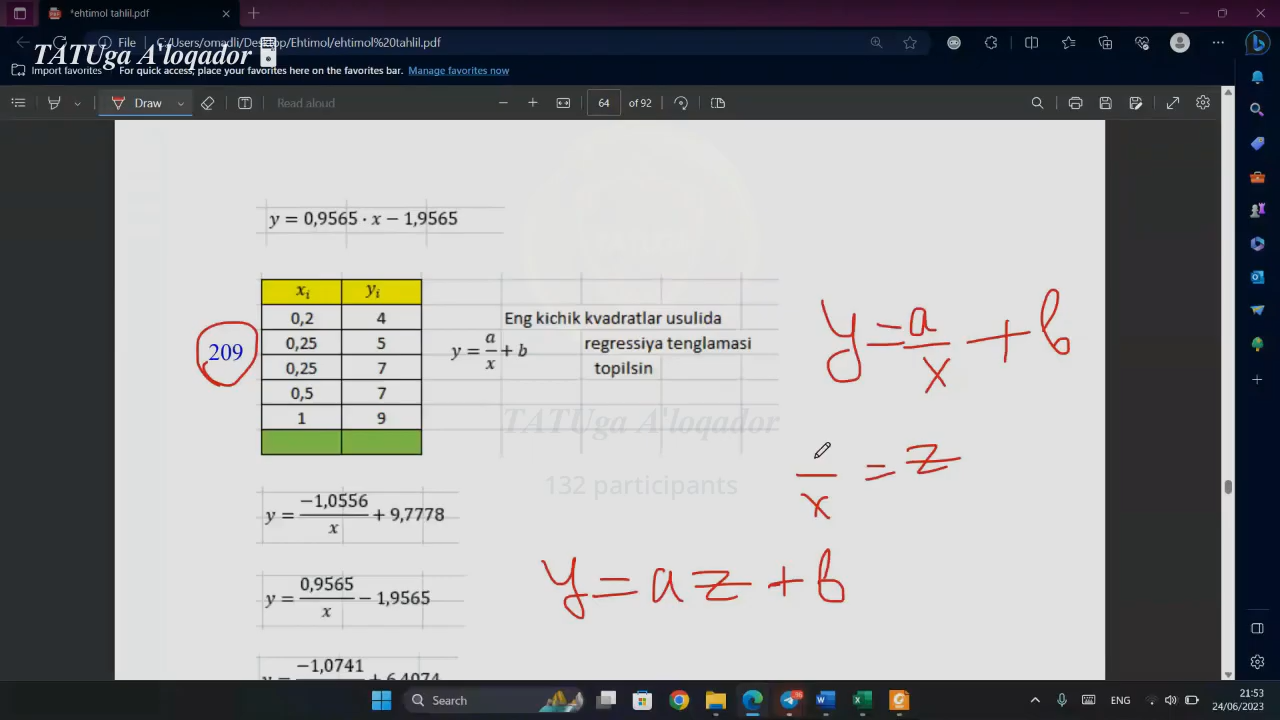 *ehtimol tahlil.pdf
File C:/Users/omadli/Desktop/Ehtimol/ehtimol%20tahlil.pdf
TATUga A'loqador
Import favorites For quick access, place your favorites here on the favorites bar. Manage favorites now
Draw Read aloud 64 of 92
y = 0,9565 · x − 1,9565
xᵢ yᵢ
0,2 4
0,25 5
0,25 7
0,5 7
1 9
209
Eng kichik kvadratlar usulida
y = a/x + b regressiya tenglamasi
topilsin
y = a/x + b
TATUga A'loqador
132 participants
/x = z
y = −1,0556/x + 9,7778
y = az + b
y = 0,9565/x − 1,9565
y = −1,0741/x + 6,4074
Search
ENG
21:53
24/06/2023